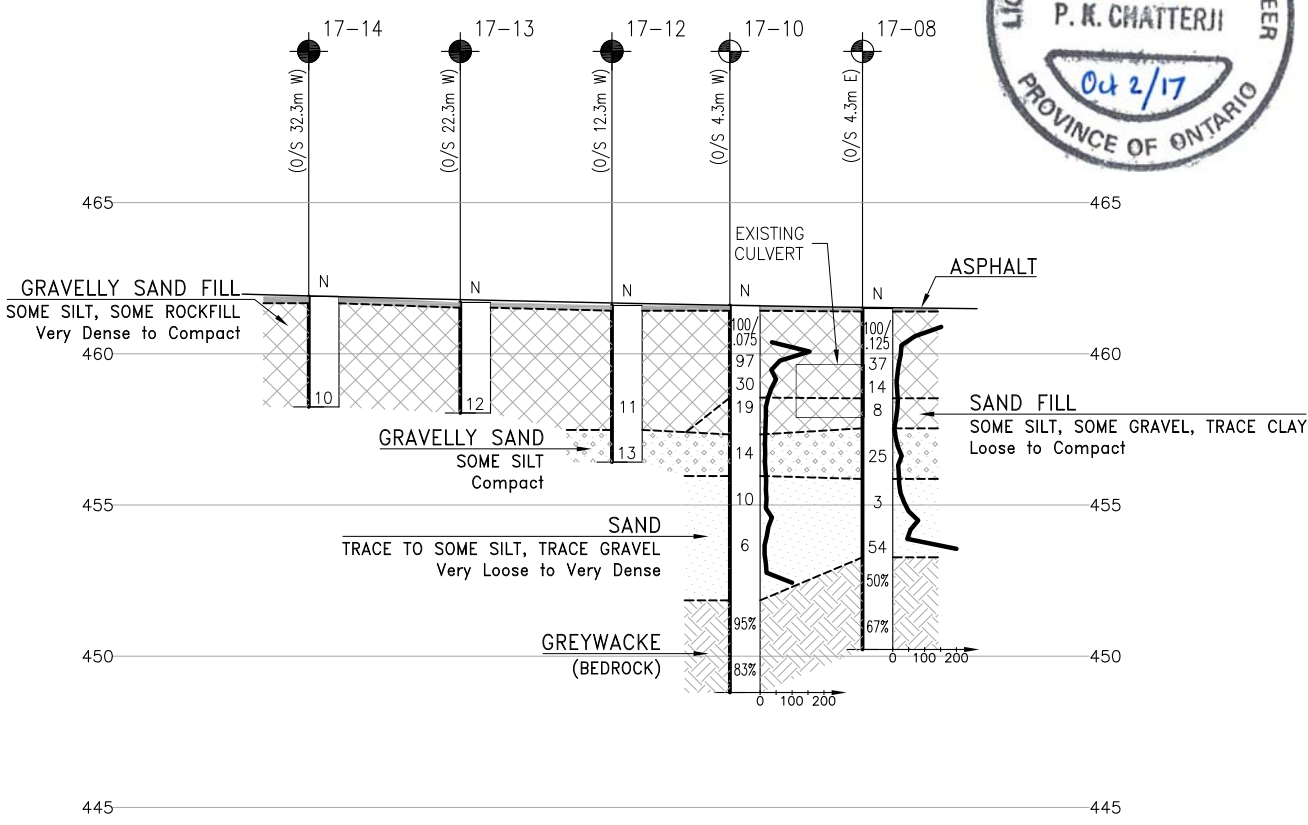 P. K. CHATTERJI
Oct 2/17
PROVINCE OF ONTARIO
17-14
17-13
17-12
17-10
17-08
(O/S 32.3m W)
(O/S 22.3m W)
(O/S 12.3m W)
(O/S 4.3m W)
(O/S 4.3m E)
465
465
EXISTING
CULVERT
ASPHALT
N
N
N
N
N
GRAVELLY SAND FILL
SOME SILT, SOME ROCKFILL
Very Dense to Compact
460
460
10
12
11
13
100/
.075
97
30
19
14
10
6
95%
83%
100/
.125
37
14
8
25
3
54
50%
67%
SAND FILL
SOME SILT, SOME GRAVEL, TRACE CLAY
Loose to Compact
GRAVELLY SAND
SOME SILT
Compact
455
455
SAND
TRACE TO SOME SILT, TRACE GRAVEL
Very Loose to Very Dense
GREYWACKE
(BEDROCK)
450
450
0 100 200
0 100 200
445
445